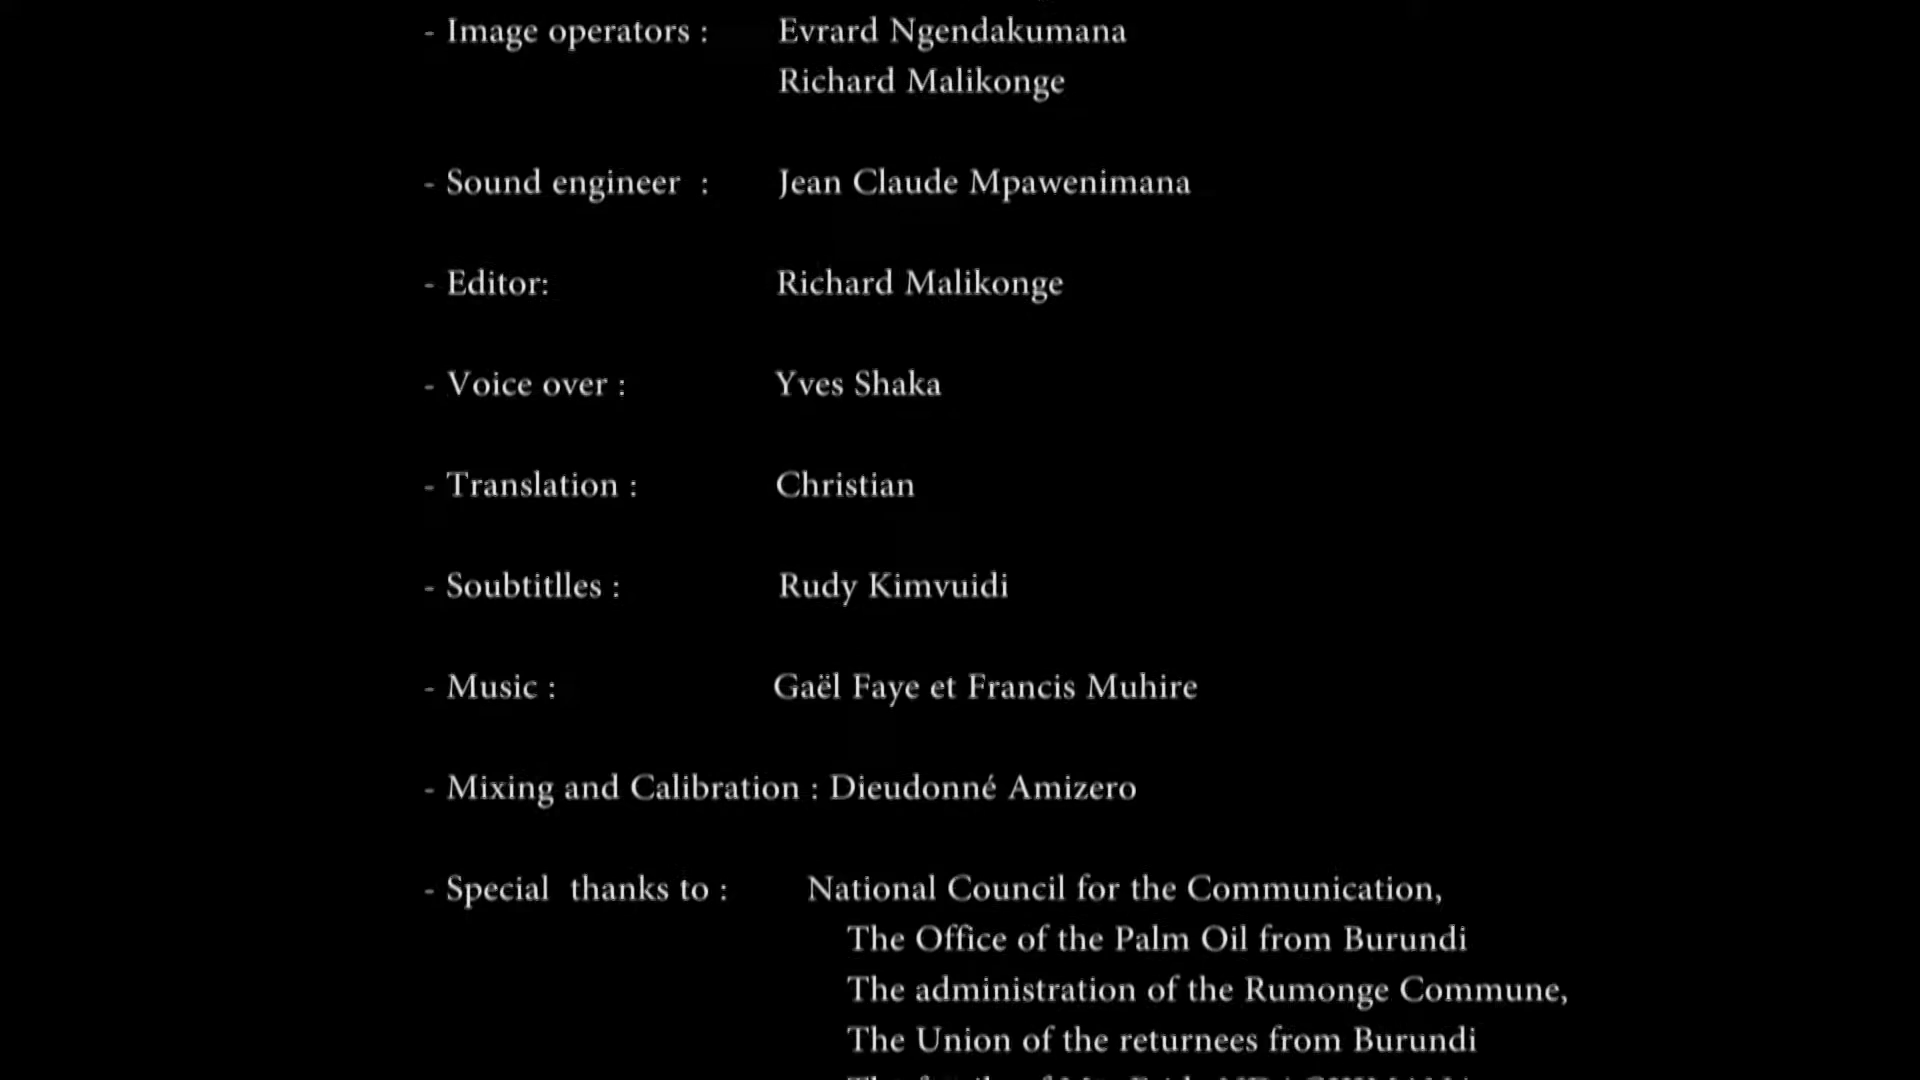 - Image operators : Evrard Ngendakumana
Richard Malikonge
- Sound engineer : Jean Claude Mpawenimana
- Editor: Richard Malikonge
- Voice over : Yves Shaka
- Translation : Christian
- Soubtitlles : Rudy Kimvuidi
- Music : Gaël Faye et Francis Muhire
- Mixing and Calibration : Dieudonné Amizero
- Special thanks to : National Council for the Communication,
The Office of the Palm Oil from Burundi
The administration of the Rumonge Commune,
The Union of the returnees from Burundi